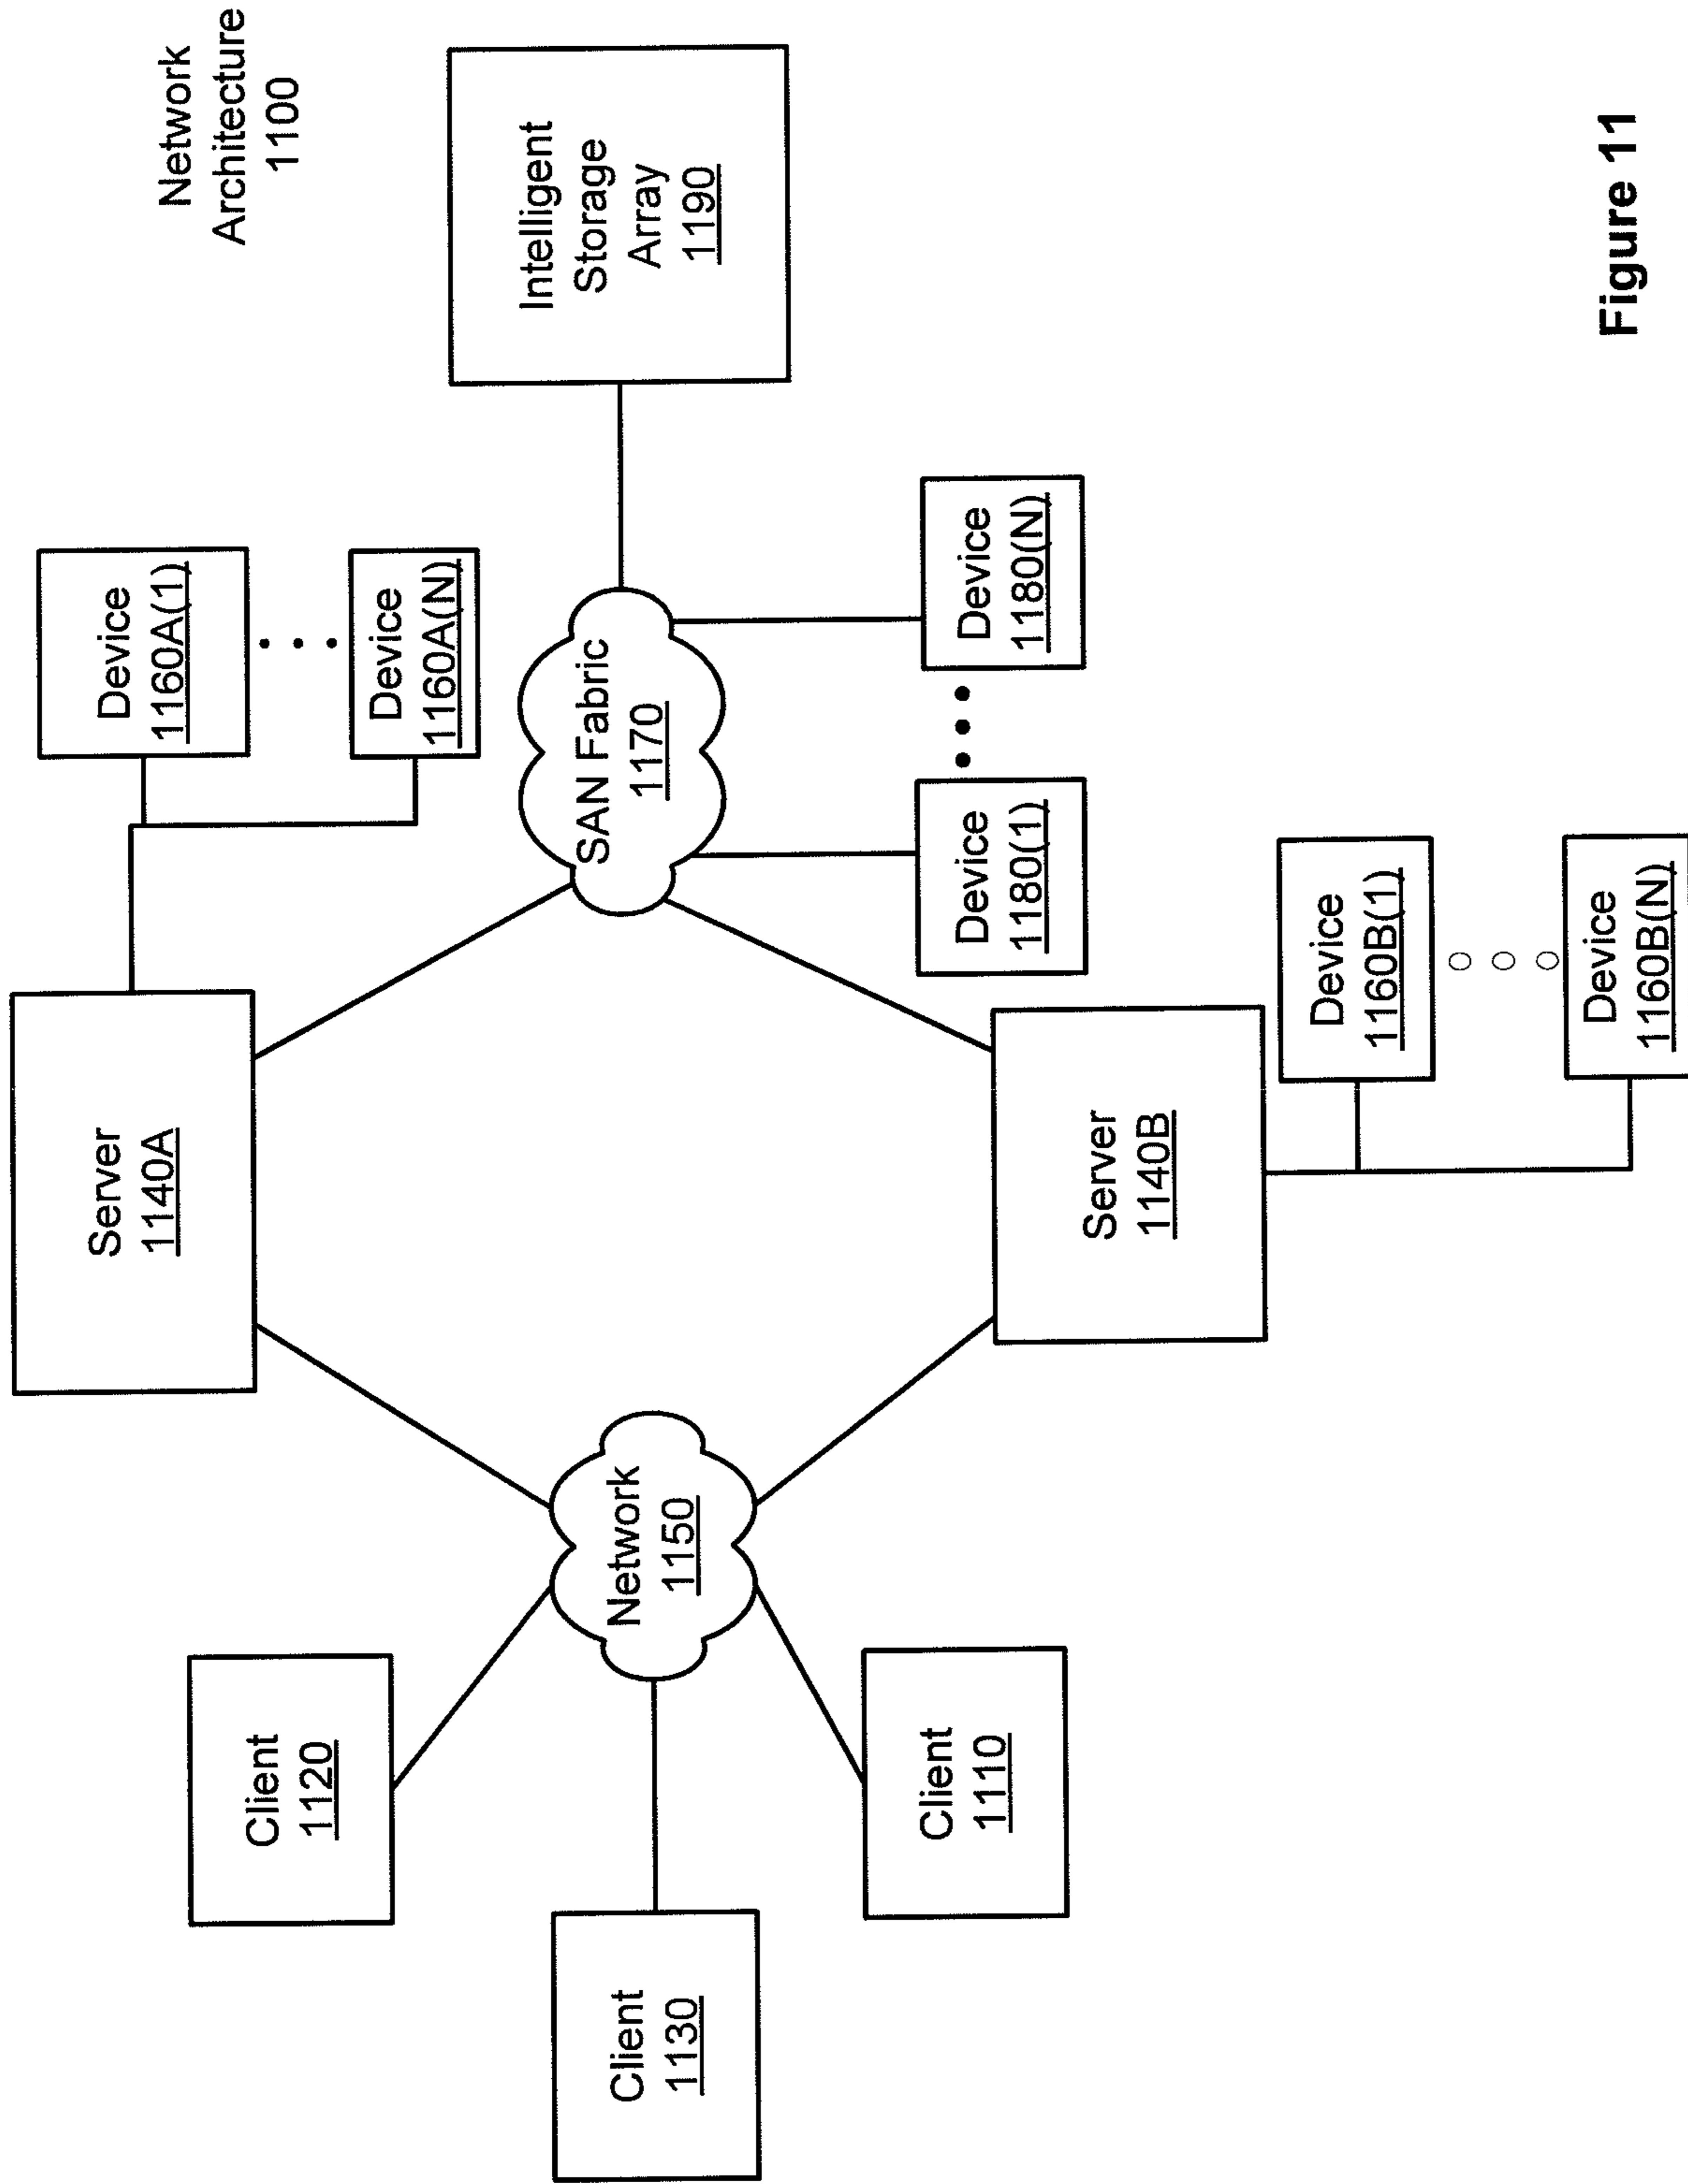 Network
Architecture
1100
Device
1160A(1)
Device
1160A(N)
Server
1140A
Intelligent
Storage
Array
1190
Client
1120
SAN Fabric
1170
Network
1150
Client
1130
Device
1180(1)
Device
1180(N)
Client
1110
Server
1140B
Device
1160B(1)
Device
1160B(N)
Figure 11